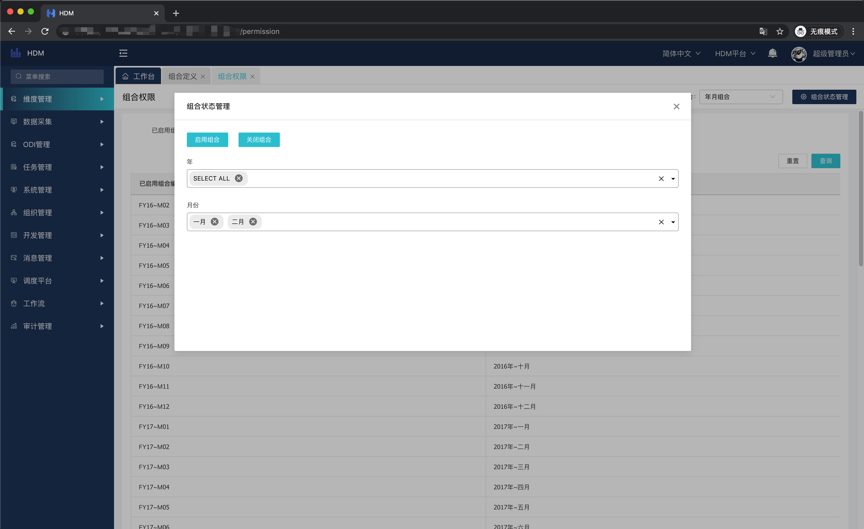 HDM
/permission
无痕模式
HDM
简体中文
HDM平台
超级管理员
菜单搜索
工作台
组合定义
组合权限
维度管理
数据采集
ODI管理
任务管理
系统管理
组织管理
开发管理
消息管理
调度平台
工作流
审计管理
组合权限
年月组合
组合状态管理
重置
查询
组合状态管理
启用组合
关闭组合
年
SELECT ALL
月份
一月
二月
FY16~M02
FY16~M03
FY16~M04
FY16~M05
FY16~M06
FY16~M07
FY16~M08
FY16~M09
FY16~M10 2016年~十月
FY16~M11 2016年~十一月
FY16~M12 2016年~十二月
FY17~M01 2017年~一月
FY17~M02 2017年~二月
FY17~M03 2017年~三月
FY17~M04 2017年~四月
FY17~M05 2017年~五月
FY17~M06 2017年~六月